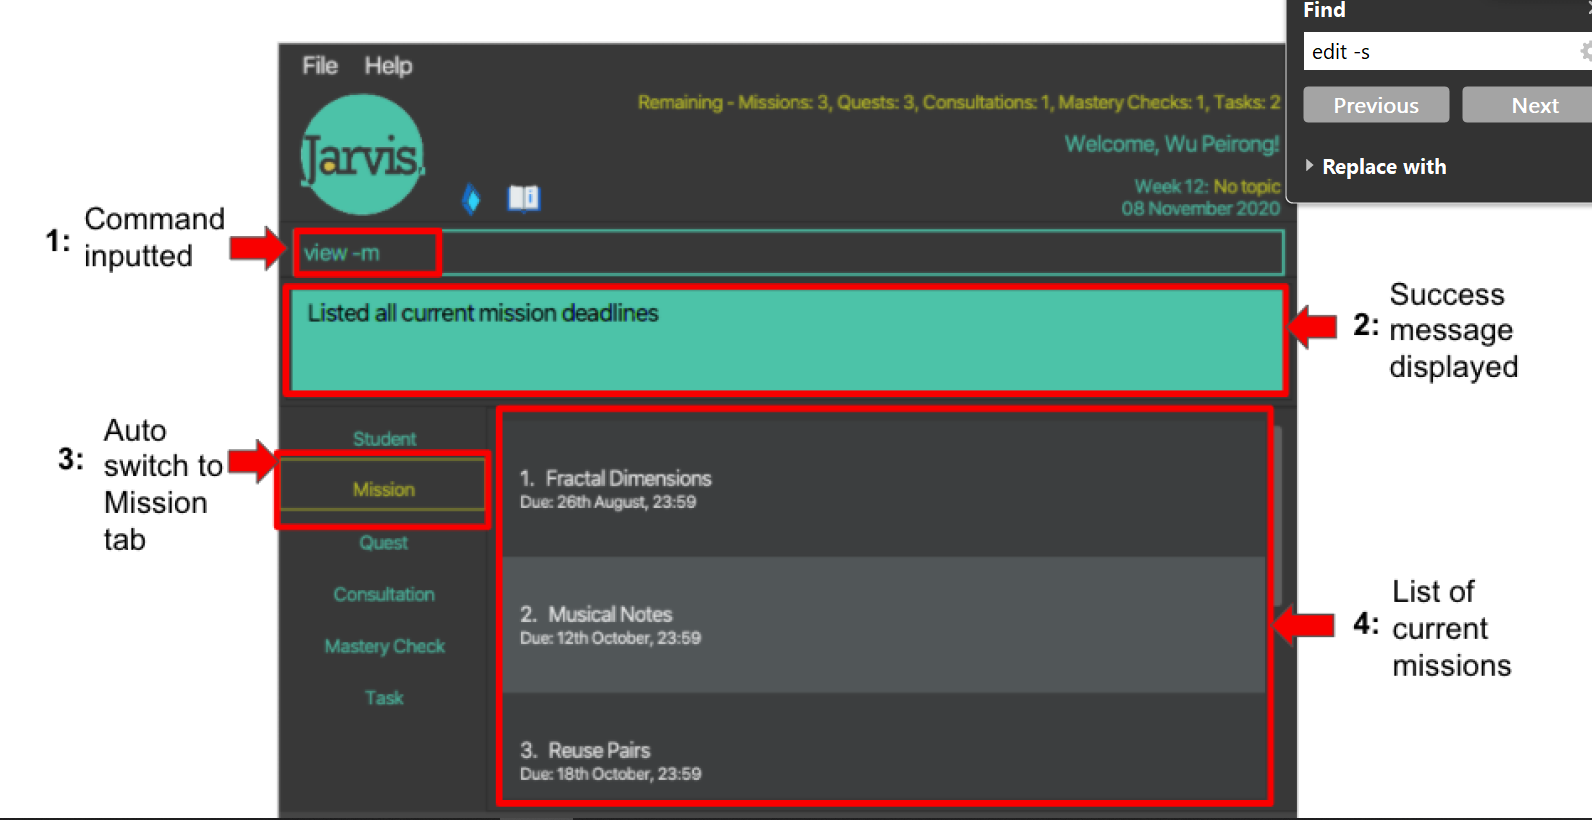 Find
edit -s
Previous Next
Replace with
File Help
Remaining - Missions: 3, Quests: 3, Consultations: 1, Mastery Checks: 1, Tasks: 2
Jarvis.
Welcome, Wu Peirong!
Week 12: No topic
08 November 2020
1: Command
inputted
view -m
Listed all current mission deadlines
2: Success
message
displayed
3: Auto
switch to
Mission
tab
Student
Mission
Quest
Consultation
Mastery Check
Task
1. Fractal Dimensions
Due: 26th August, 23:59
2. Musical Notes
Due: 12th October, 23:59
3. Reuse Pairs
Due: 18th October, 23:59
4: List of
current
missions